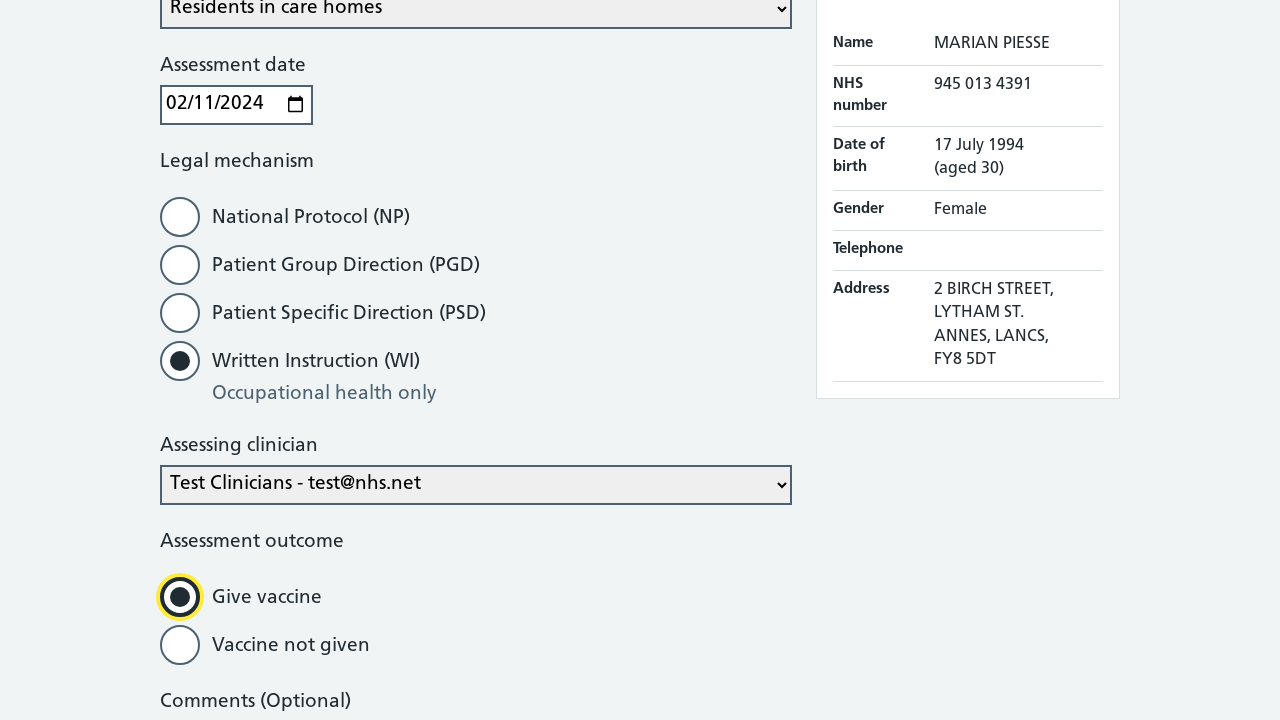 Residents in care homes
Assessment date
02/11/2024
Legal mechanism
National Protocol (NP)
Patient Group Direction (PGD)
Patient Specific Direction (PSD)
Written Instruction (WI)
Occupational health only
Assessing clinician
Test Clinicians - test@nhs.net
Assessment outcome
Give vaccine
Vaccine not given
Comments (Optional)
Name MARIAN PIESSE
NHS number 945 013 4391
Date of birth 17 July 1994
(aged 30)
Gender Female
Telephone
Address 2 BIRCH STREET,
LYTHAM ST.
ANNES, LANCS,
FY8 5DT